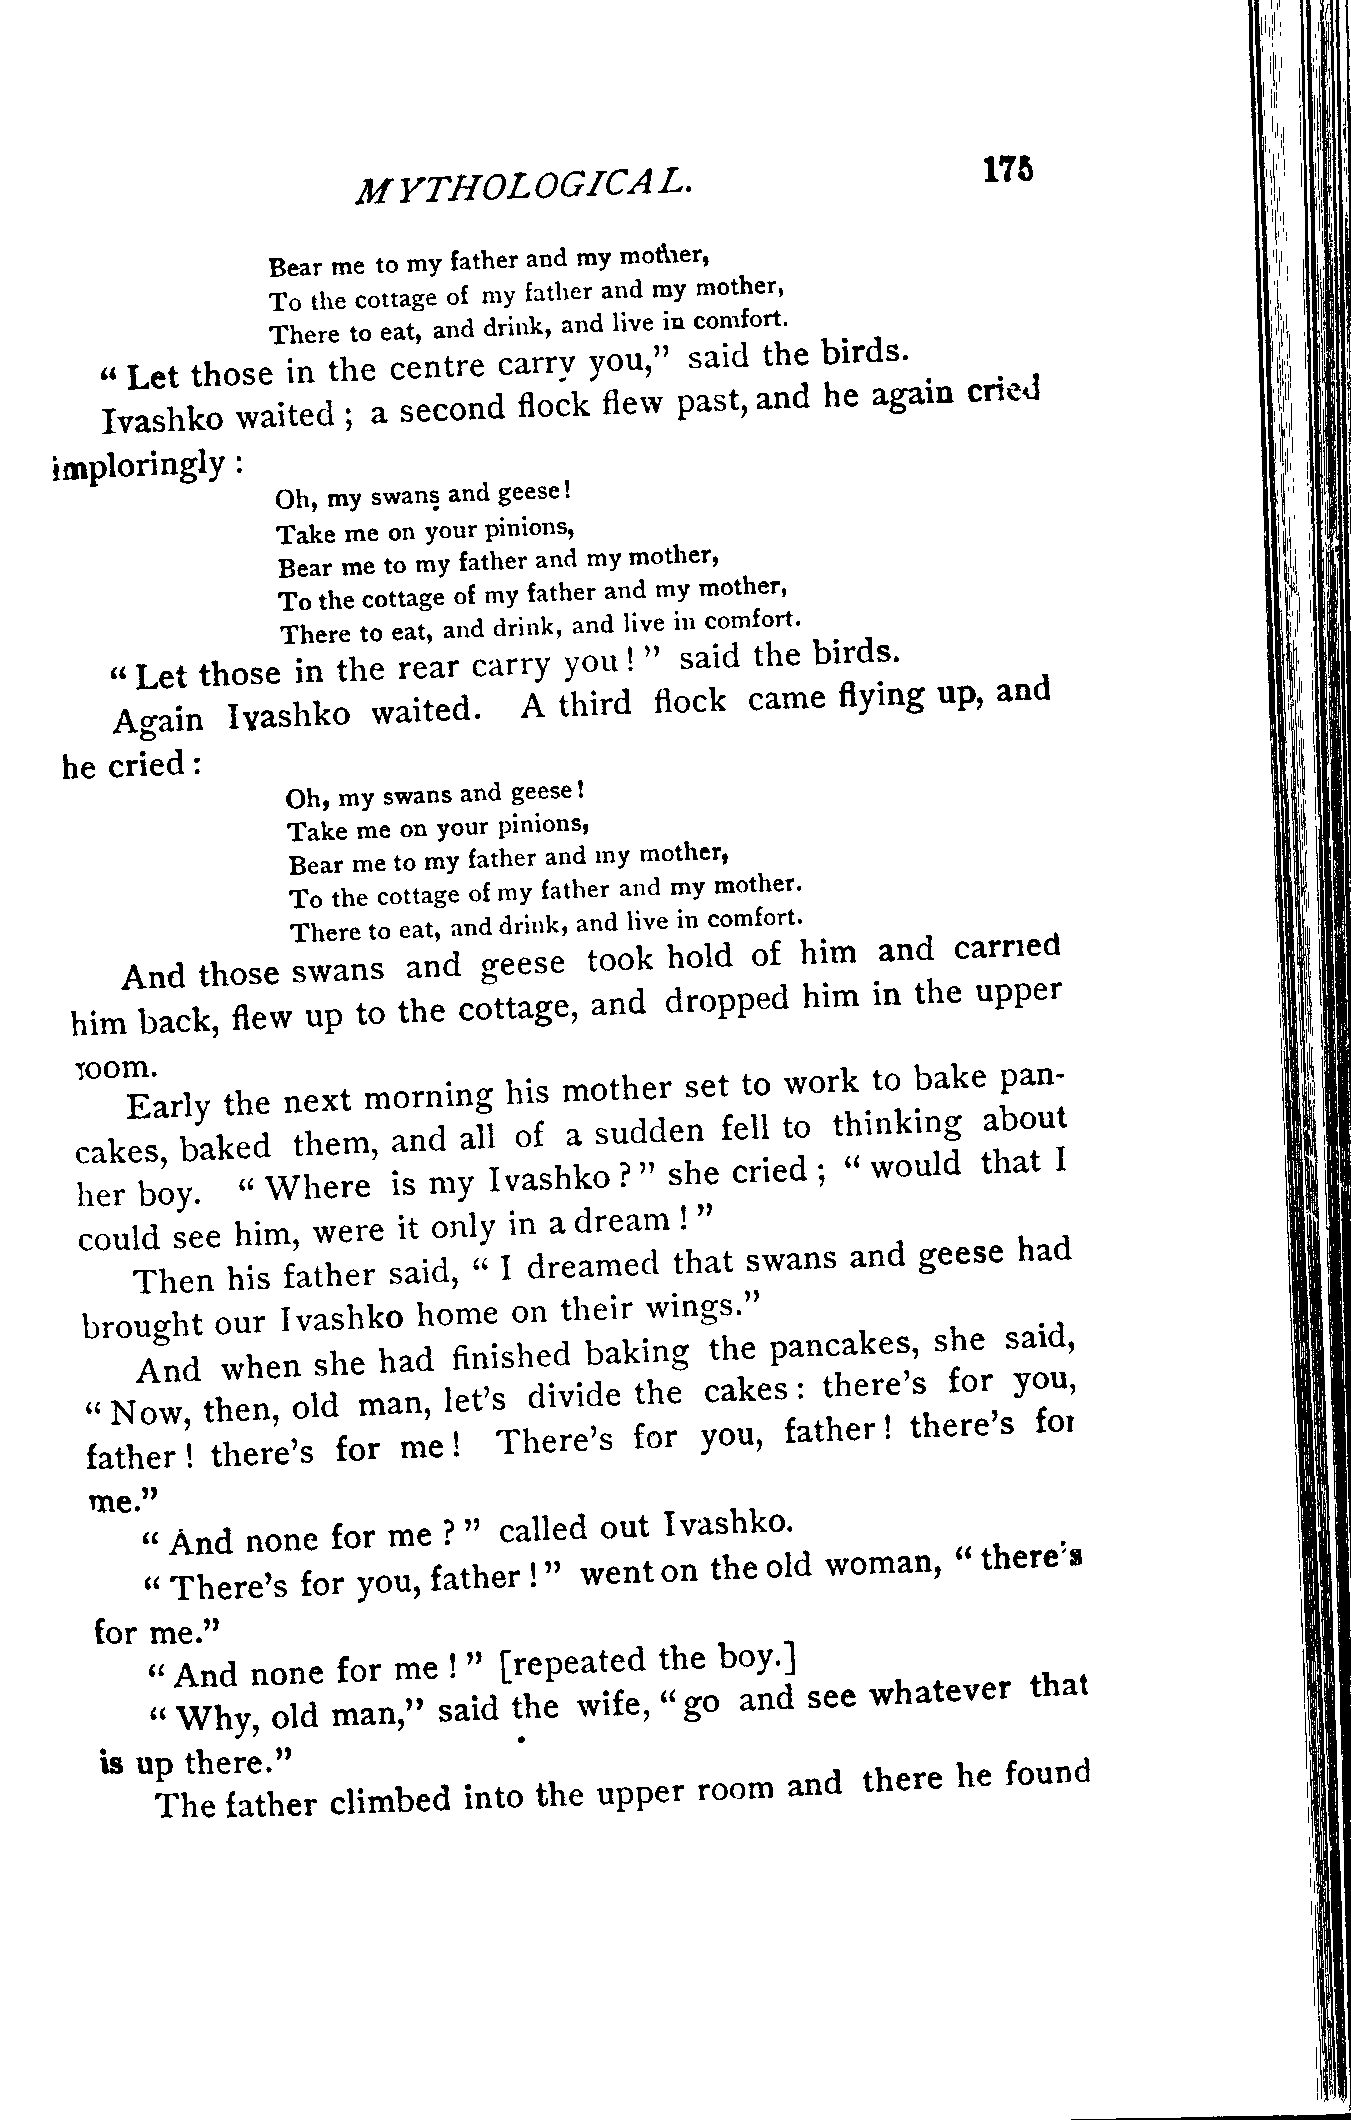 MYTHOLOGICAL. 175
Bear me to my father and my mother,
To the cottage of my father and my mother,
There to eat, and drink, and live in comfort.
“ Let those in the centre carry you,” said the birds.
Ivashko waited ; a second flock flew past, and he again cried
imploringly :
Oh, my swans and geese!
Take me on your pinions,
Bear me to my father and my mother,
To the cottage of my father and my mother,
There to eat, and drink, and live in comfort.
“ Let those in the rear carry you ! ” said the birds.
Again Ivashko waited. A third flock came flying up, and
he cried :
Oh, my swans and geese!
Take me on your pinions,
Bear me to my father and my mother,
To the cottage of my father and my mother.
There to eat, and drink, and live in comfort.
And those swans and geese took hold of him and carried
him back, flew up to the cottage, and dropped him in the upper
room.
Early the next morning his mother set to work to bake pan-
cakes, baked them, and all of a sudden fell to thinking about
her boy. “ Where is my Ivashko ? ” she cried ; “ would that I
could see him, were it only in a dream ! ”
Then his father said, “ I dreamed that swans and geese had
brought our Ivashko home on their wings.”
And when she had finished baking the pancakes, she said,
“ Now, then, old man, let’s divide the cakes : there’s for you,
father ! there’s for me ! There’s for you, father ! there’s for
me.”
“ And none for me ? ” called out Ivashko.
“ There’s for you, father ! ” went on the old woman, “ there’s
for me.”
“ And none for me ! ” [repeated the boy.]
“ Why, old man,” said the wife, “ go and see whatever that
is up there.”
The father climbed into the upper room and there he found